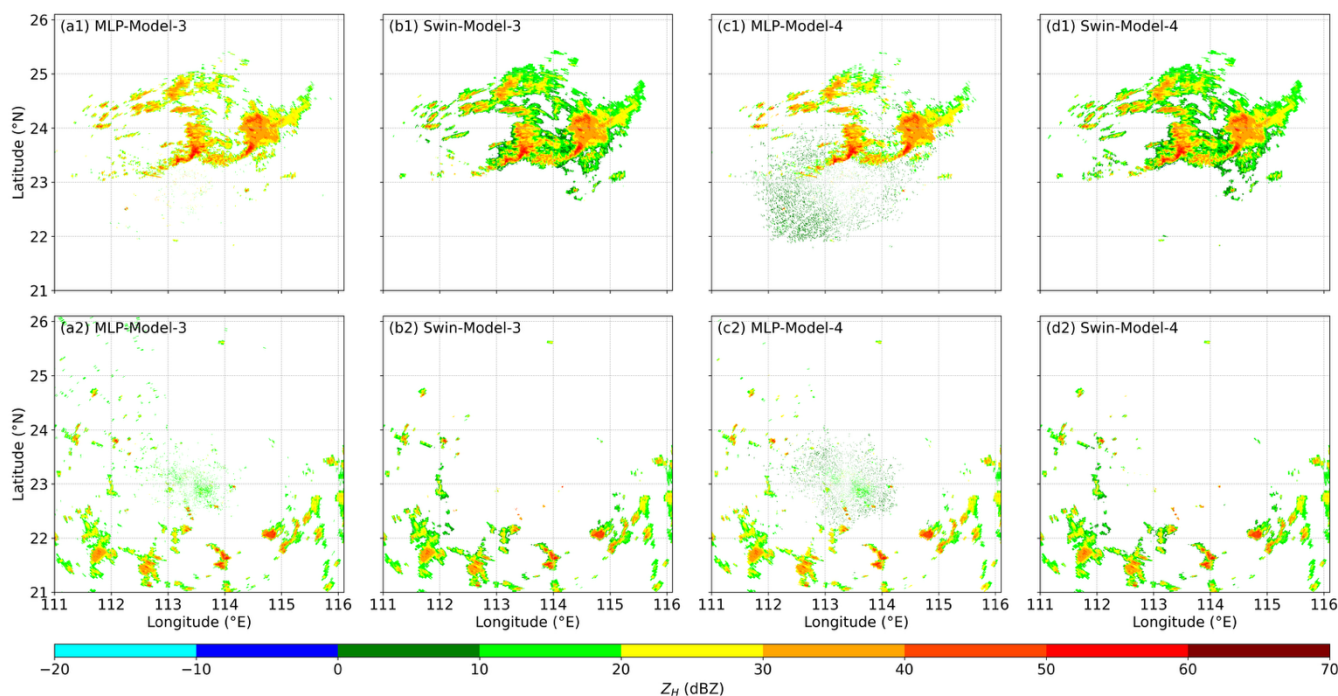 (a1) MLP-Model-3
(b1) Swin-Model-3
(c1) MLP-Model-4
(d1) Swin-Model-4
26
25
24
23
22
21
Latitude (°N)
111 112 113 114 115 116
111 112 113 114 115 116
111 112 113 114 115 116
111 112 113 114 115 116
(a2) MLP-Model-3
(b2) Swin-Model-3
(c2) MLP-Model-4
(d2) Swin-Model-4
26
25
24
23
22
21
Latitude (°N)
Longitude (°E)
Longitude (°E)
Longitude (°E)
Longitude (°E)
−20 −10 0 10 20 30 40 50 60 70
Z_H (dBZ)